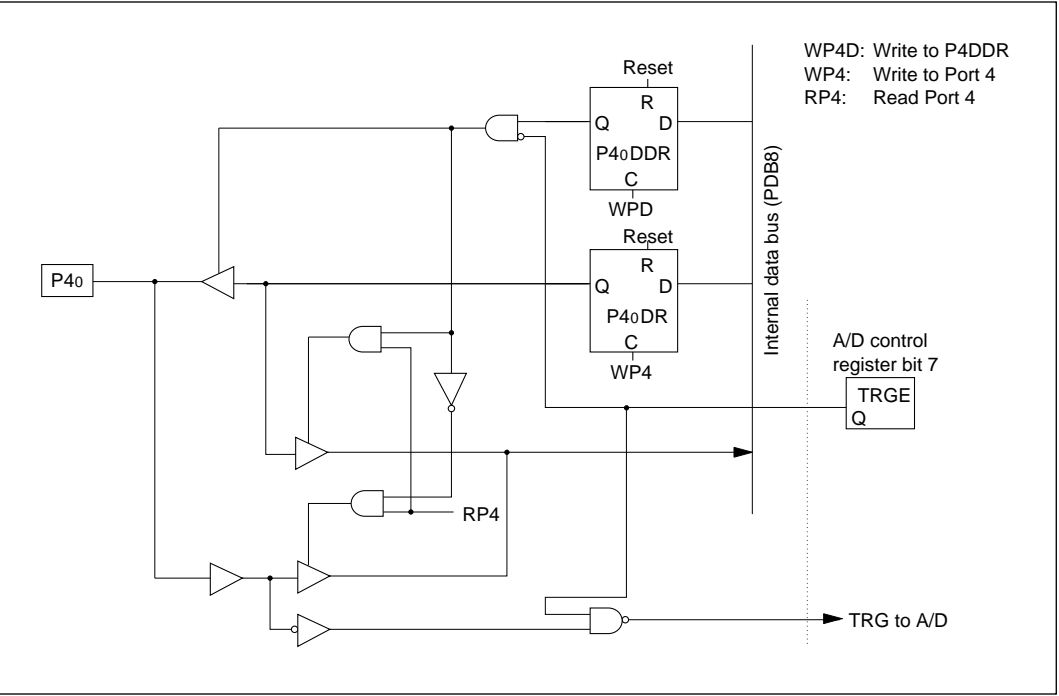 WP4D: Write to P4DDR
WP4: Write to Port 4
RP4: Read Port 4
Reset
R
Q D
P40DDR
C
WPD
Reset
R
Q D
P40DR
C
WP4
Internal data bus (PDB8)
P40
A/D control
register bit 7
TRGE
Q
RP4
TRG to A/D